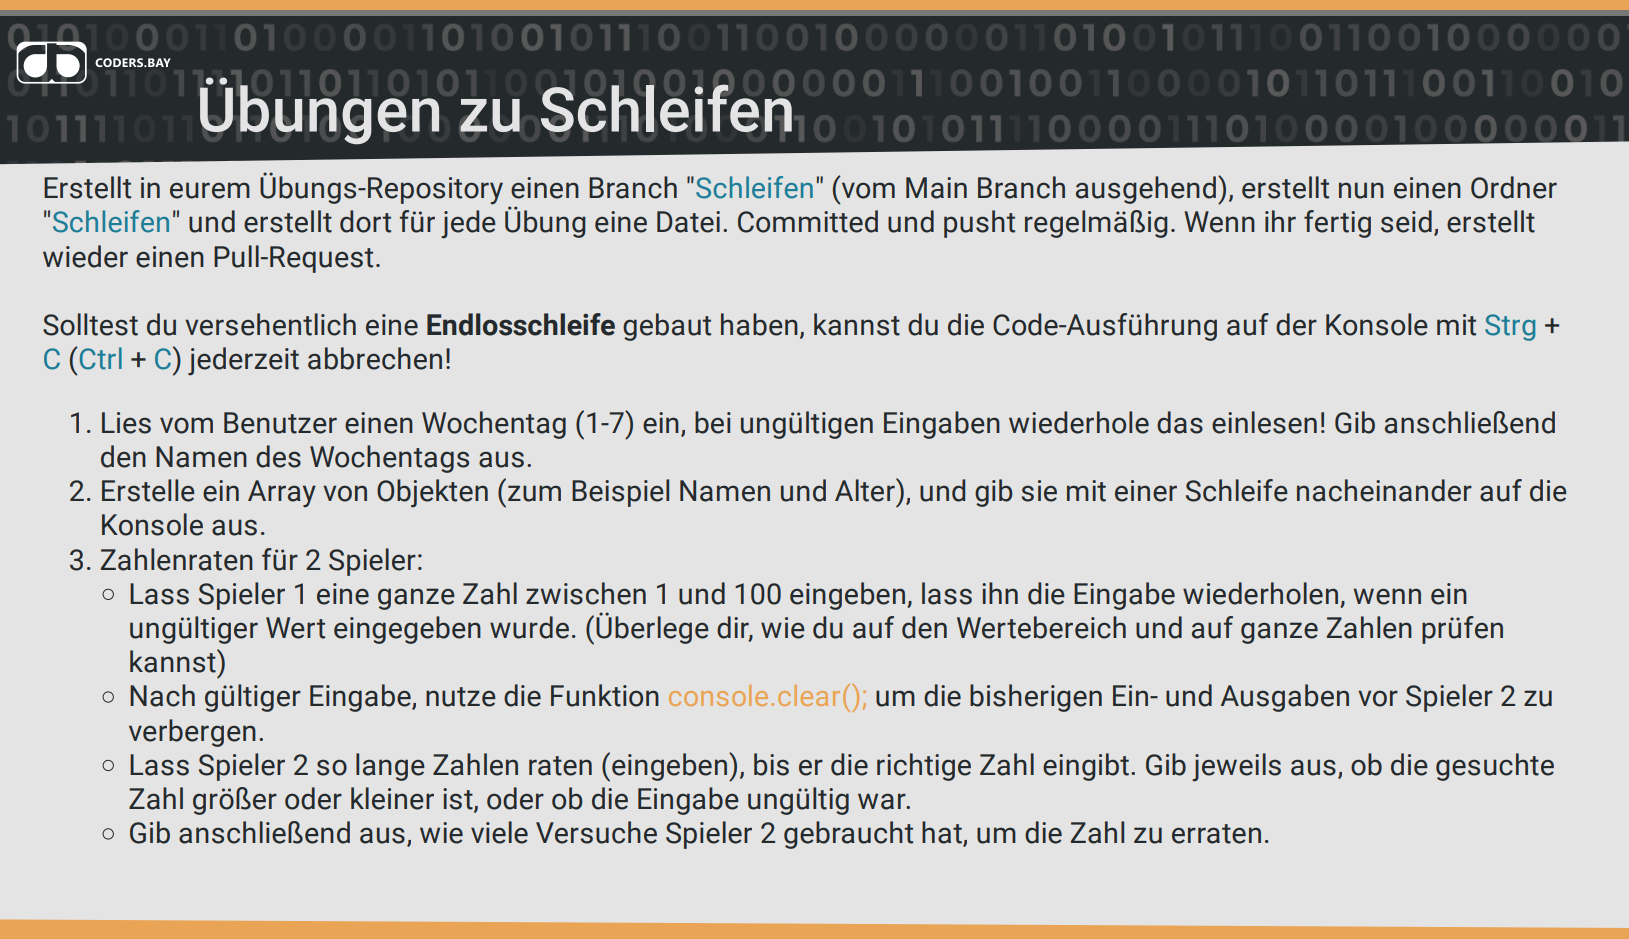 CODERS.BAY
Übungen zu Schleifen
Erstellt in eurem Übungs-Repository einen Branch "Schleifen" (vom Main Branch ausgehend), erstellt nun einen Ordner
"Schleifen" und erstellt dort für jede Übung eine Datei. Committed und pusht regelmäßig. Wenn ihr fertig seid, erstellt
wieder einen Pull-Request.
Solltest du versehentlich eine Endlosschleife gebaut haben, kannst du die Code-Ausführung auf der Konsole mit Strg +
C (Ctrl + C) jederzeit abbrechen!
1. Lies vom Benutzer einen Wochentag (1-7) ein, bei ungültigen Eingaben wiederhole das einlesen! Gib anschließend
den Namen des Wochentags aus.
2. Erstelle ein Array von Objekten (zum Beispiel Namen und Alter), und gib sie mit einer Schleife nacheinander auf die
Konsole aus.
3. Zahlenraten für 2 Spieler:
○ Lass Spieler 1 eine ganze Zahl zwischen 1 und 100 eingeben, lass ihn die Eingabe wiederholen, wenn ein
ungültiger Wert eingegeben wurde. (Überlege dir, wie du auf den Wertebereich und auf ganze Zahlen prüfen
kannst)
○ Nach gültiger Eingabe, nutze die Funktion console.clear(); um die bisherigen Ein- und Ausgaben vor Spieler 2 zu
verbergen.
○ Lass Spieler 2 so lange Zahlen raten (eingeben), bis er die richtige Zahl eingibt. Gib jeweils aus, ob die gesuchte
Zahl größer oder kleiner ist, oder ob die Eingabe ungültig war.
○ Gib anschließend aus, wie viele Versuche Spieler 2 gebraucht hat, um die Zahl zu erraten.